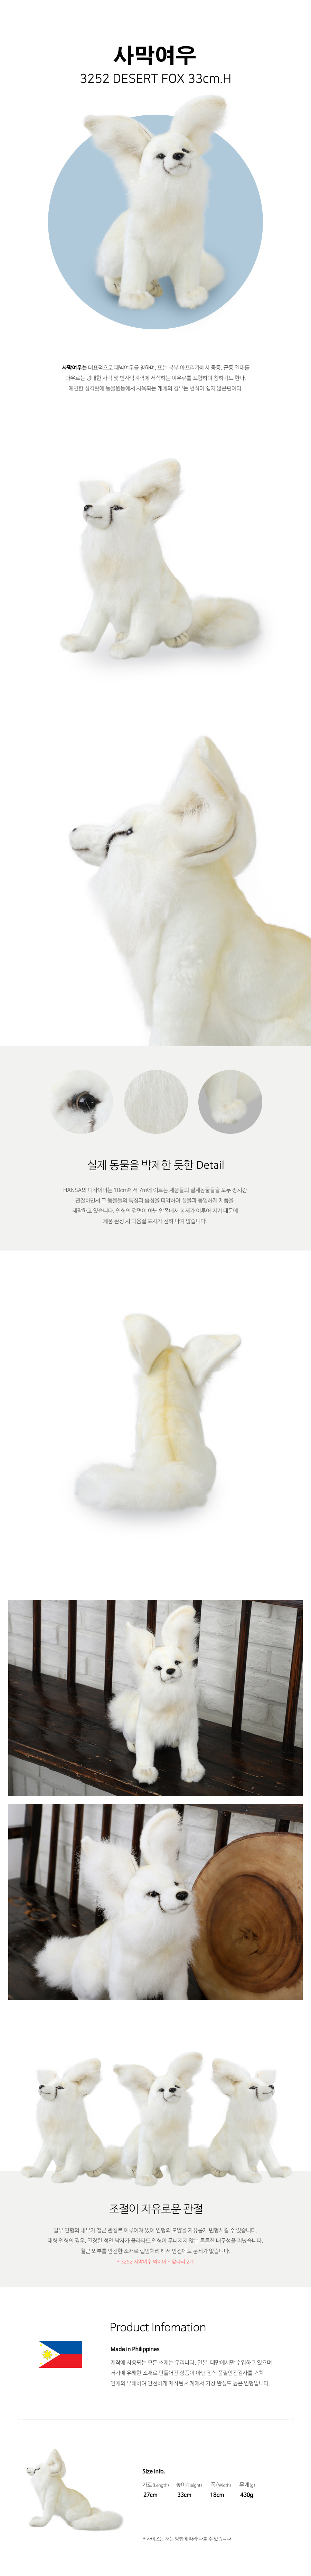 사막여우
3252 DESERT FOX 33cm.H
사막여우는 대표적으로 페넥여우를 칭하며, 또는 북부 아프리카에서 중동, 근동 일대를
아우르는 광대한 사막 및 반사막지역에 서식하는 여우류를 포함하여 칭하기도 한다.
예민한 성격탓에 동물원등에서 사육되는 개체의 경우는 번식이 쉽지 않은편이다.
실제 동물을 박제한 듯한 Detail
HANSA의 디자이너는 10cm에서 7m에 이르는 제품들의 실제동물들을 모두 장시간
관찰하면서 그 동물들의 특징과 습성을 파악하여 실물과 동일하게 제품을
제작하고 있습니다. 인형의 겉면이 아닌 안쪽에서 봉제가 이루어 지기 때문에
제품 완성 시 박음질 표시가 전혀 나지 않습니다.
조절이 자유로운 관절
일부 인형의 내부가 철근 관절로 이루어져 있어 인형의 모양을 자유롭게 변형시킬 수 있습니다.
대형 인형의 경우, 건장한 성인 남자가 올라타도 인형이 무너지지 않는 튼튼한 내구성을 지녔습니다.
철근 외부를 안전한 소재로 랩핑처리 해서 안전에도 문제가 없습니다.
* 3252 사막여우 와이어 - 앞다리 2개
Product Infomation
Made in Philippines
제작에 사용되는 모든 소재는 우리나라, 일본, 대만에서만 수입하고 있으며
저가에 유해한 소재로 만들어진 상품이 아닌 정식 품질안전검사를 거쳐
인체의 무해하며 안전하게 제작된 세계에서 가장 완성도 높은 인형입니다.
Size Info.
가로(Length) 높이(Height) 폭(Width) 무게(g)
27cm 33cm 18cm 430g
* 사이즈는 재는 방법에 따라 다를 수 있습니다